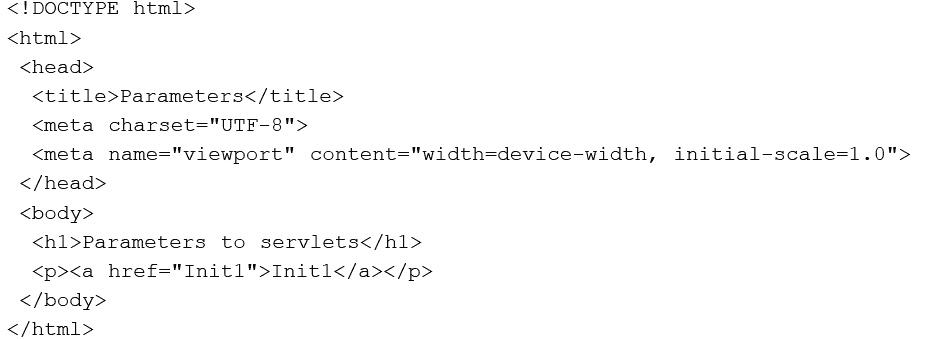 <!DOCTYPE html>
<html>
<head>
<title>Parameters</title>
<meta charset="UTF-8">
<meta name="viewport" content="width=device-width, initial-scale=1.0">
</head>
<body>
<h1>Parameters to servlets</h1>
<p><a href="Init1">Init1</a></p>
</body>
</html>